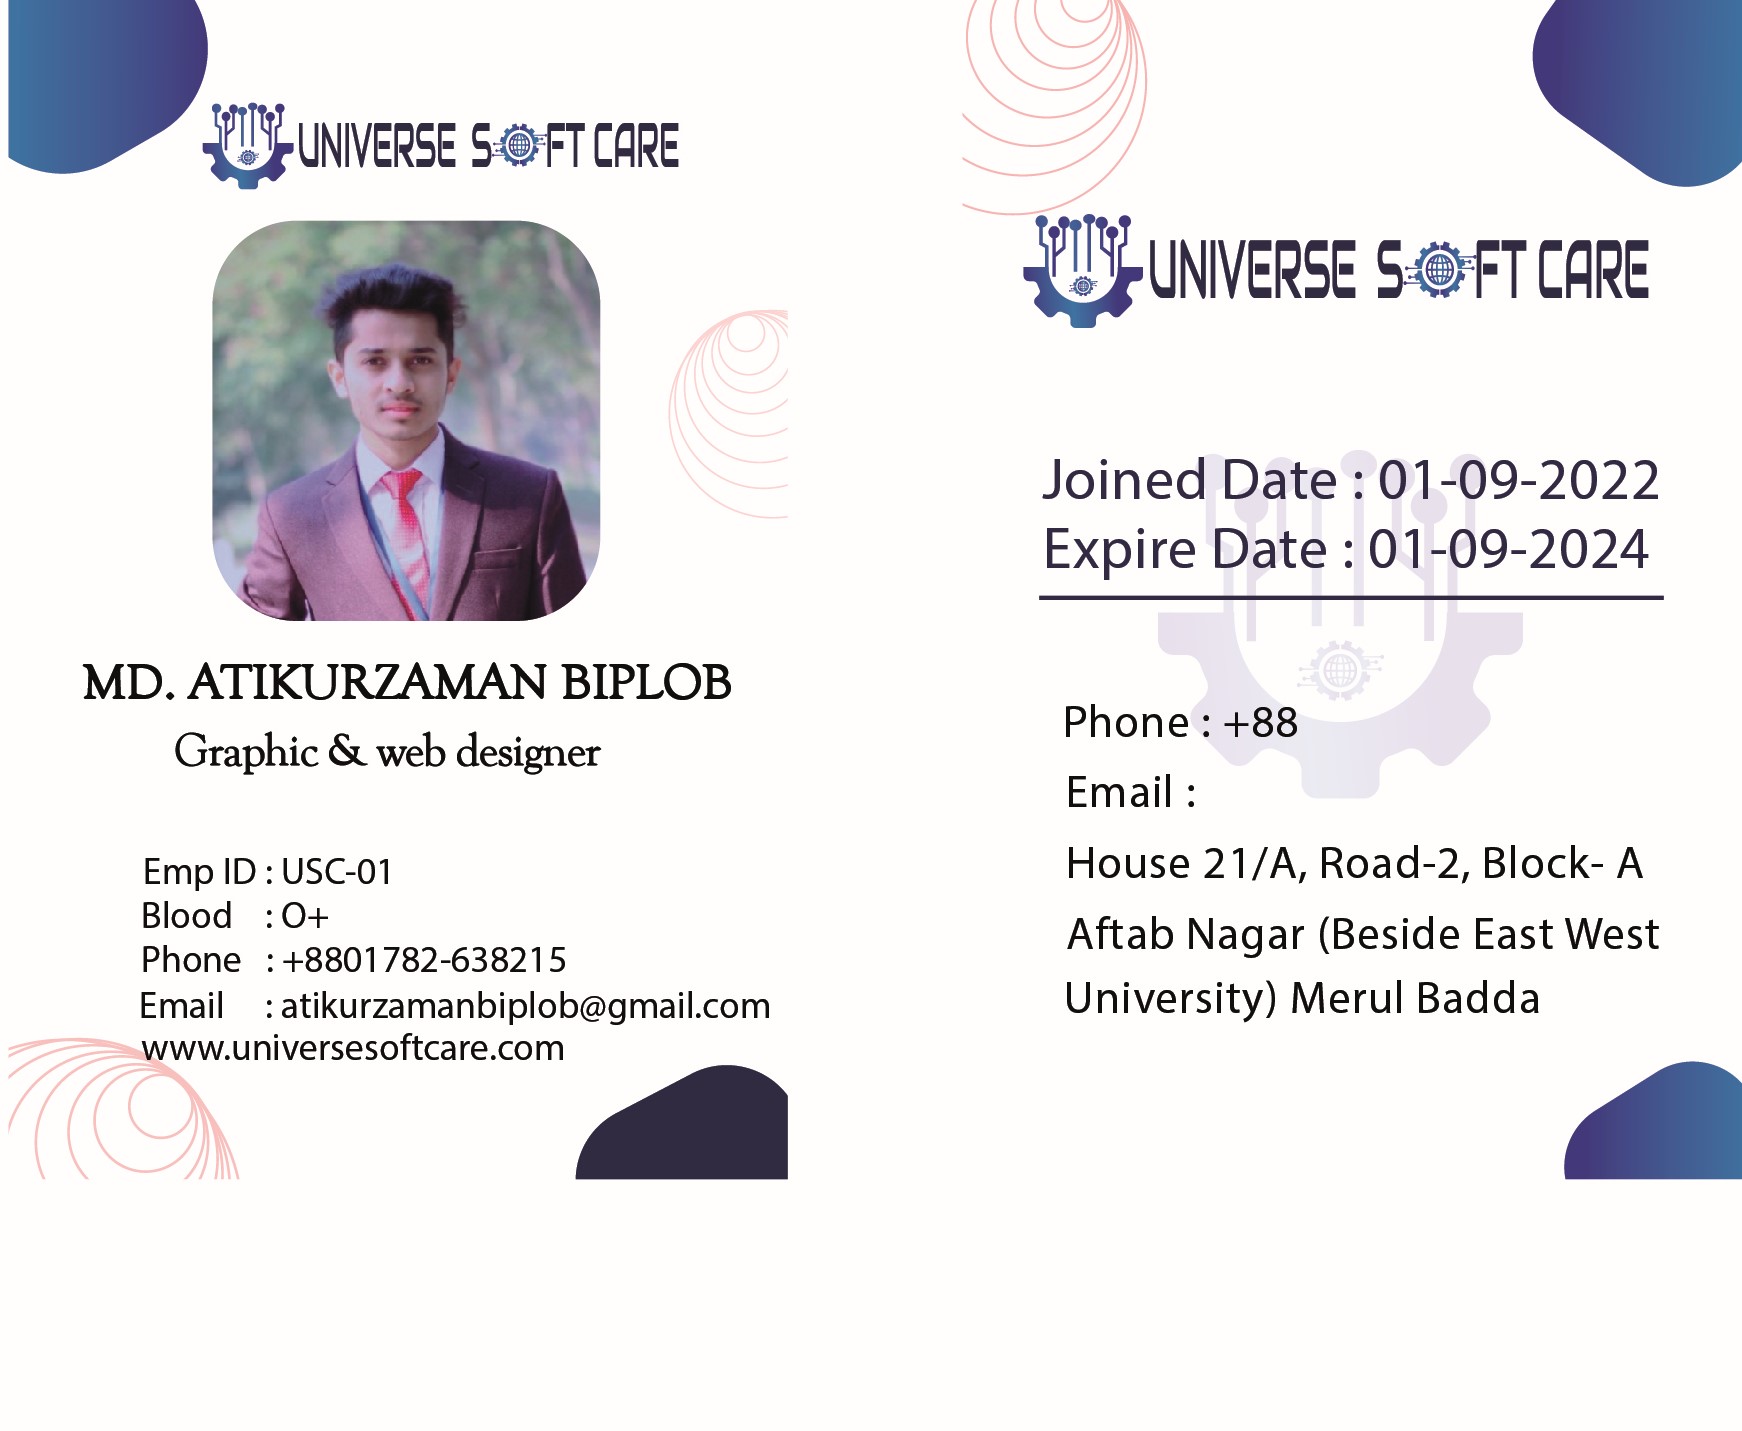 UNIVERSE SOFT CARE
MD. ATIKURZAMAN BIPLOB
Graphic & web designer
Emp ID : USC-01
Blood : O+
Phone : +8801782-638215
Email : atikurzamanbiplob@gmail.com
www.universesoftcare.com
UNIVERSE SOFT CARE
Joined Date : 01-09-2022
Expire Date : 01-09-2024
Phone : +88
Email :
House 21/A, Road-2, Block- A
Aftab Nagar (Beside East West
University) Merul Badda